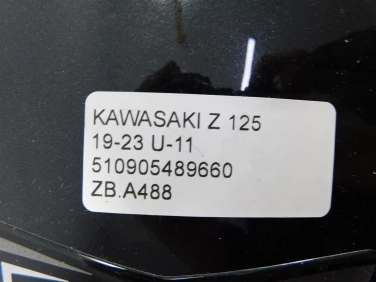 KAWASAKI Z 125
19-23 U-11
510905489660
ZB.A488